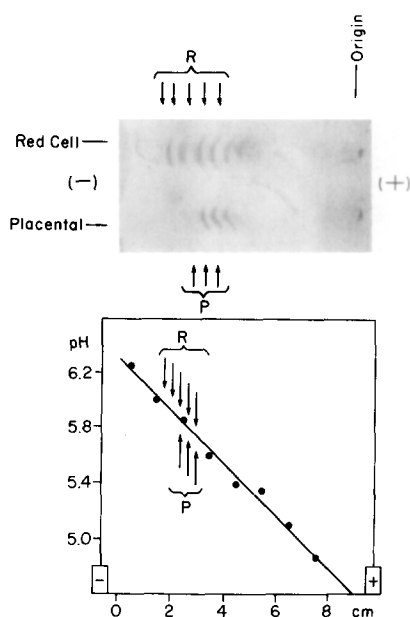 R
Origin
Red Cell
(-)
(+)
Placental
P
pH
R
6.2
5.8
5.4
5.0
P
-
+
0 2 4 6 8 cm